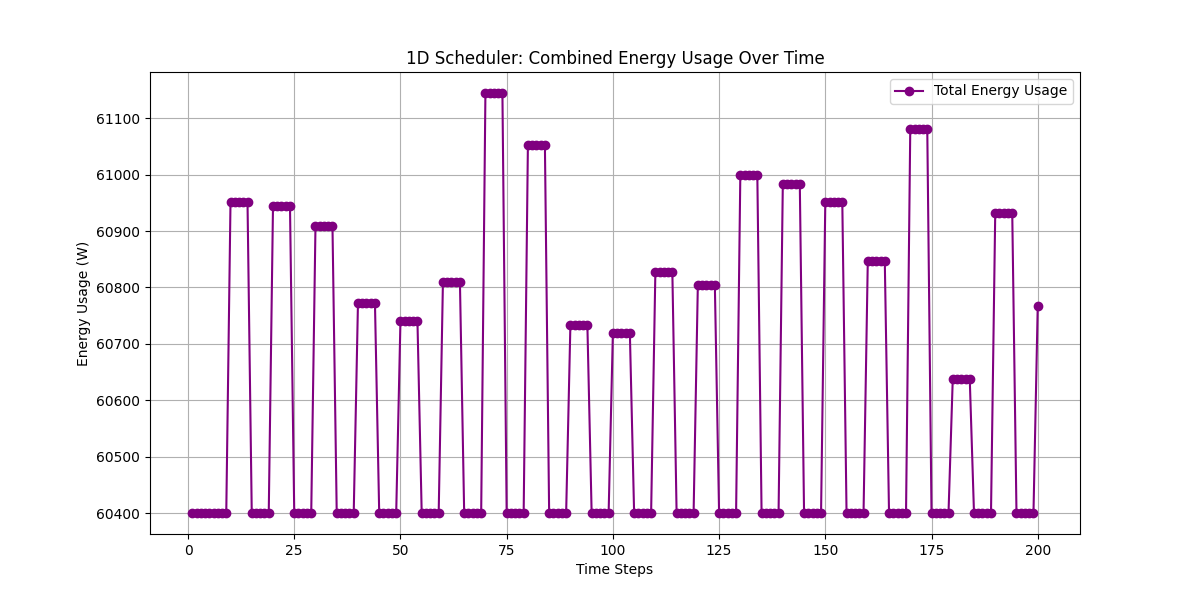 1D Scheduler: Combined Energy Usage Over Time
Total Energy Usage
Energy Usage (W)
61100
61000
60900
60800
60700
60600
60500
60400
0 25 50 75 100 125 150 175 200
Time Steps